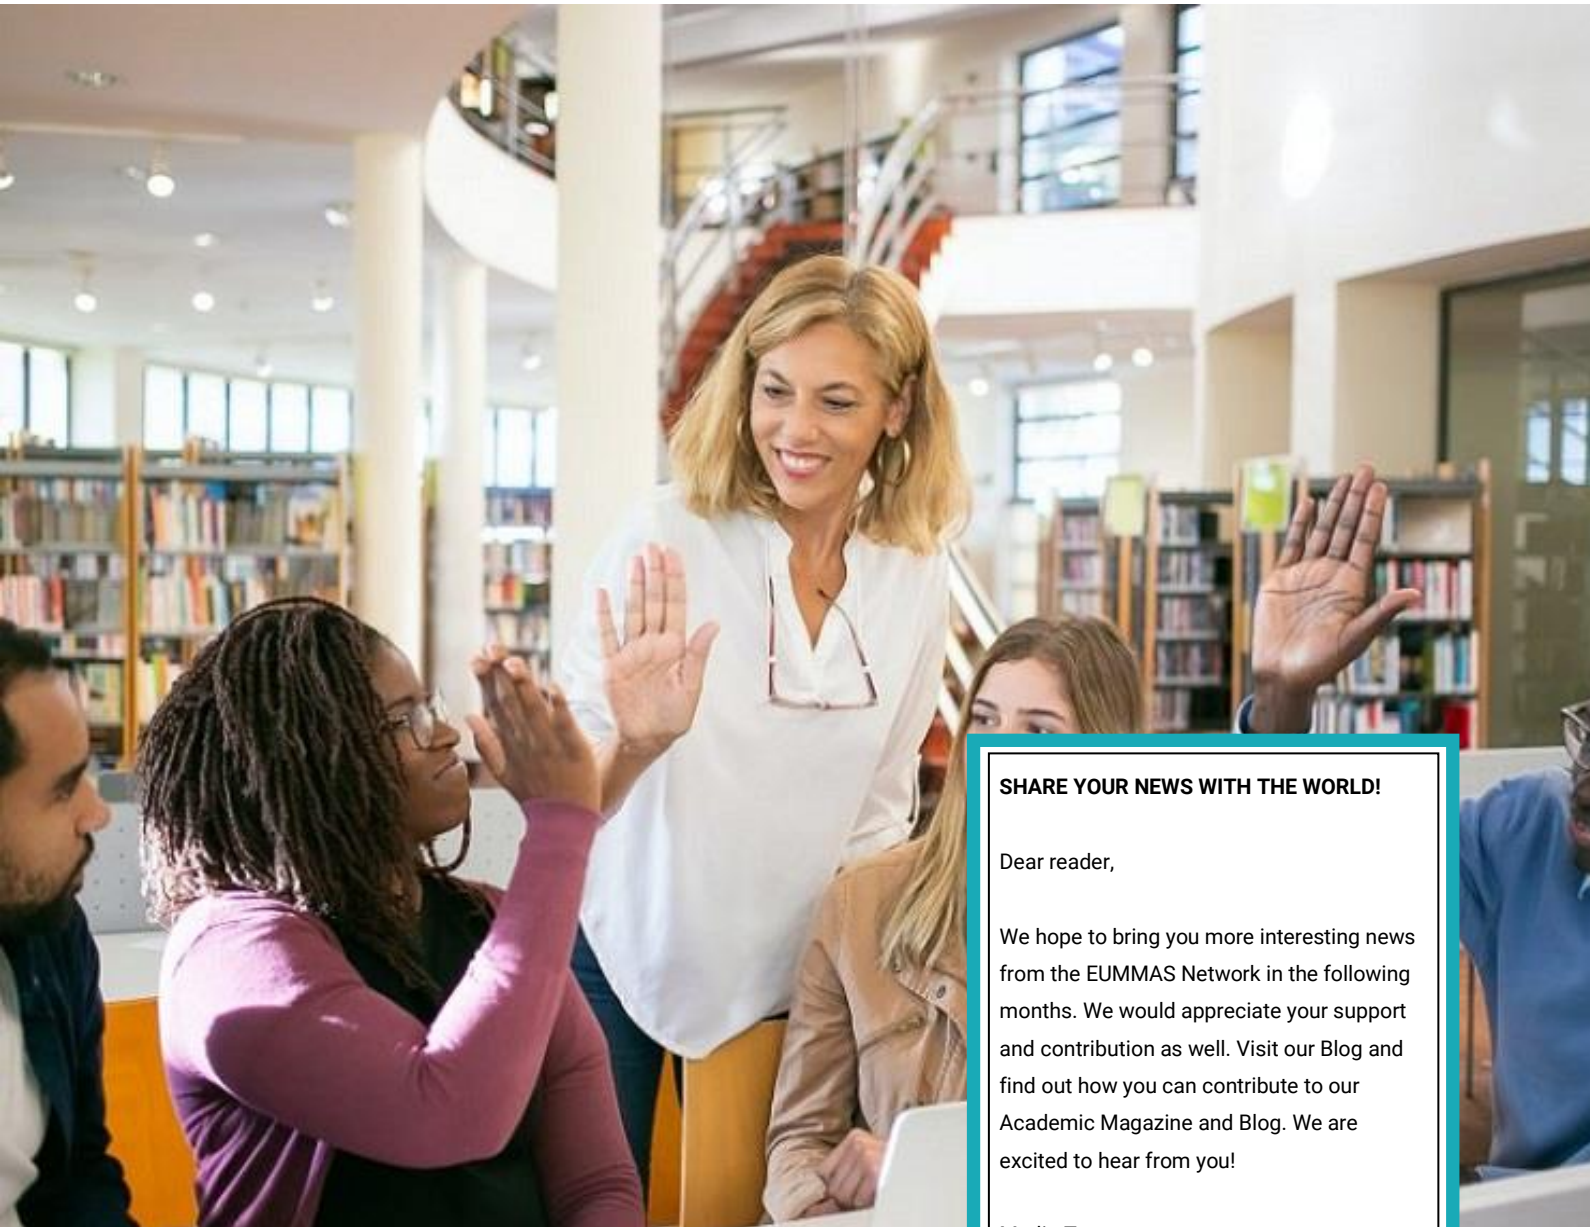 SHARE YOUR NEWS WITH THE WORLD!
Dear reader,
We hope to bring you more interesting news
from the EUMMAS Network in the following
months. We would appreciate your support
and contribution as well. Visit our Blog and
find out how you can contribute to our
Academic Magazine and Blog. We are
excited to hear from you!